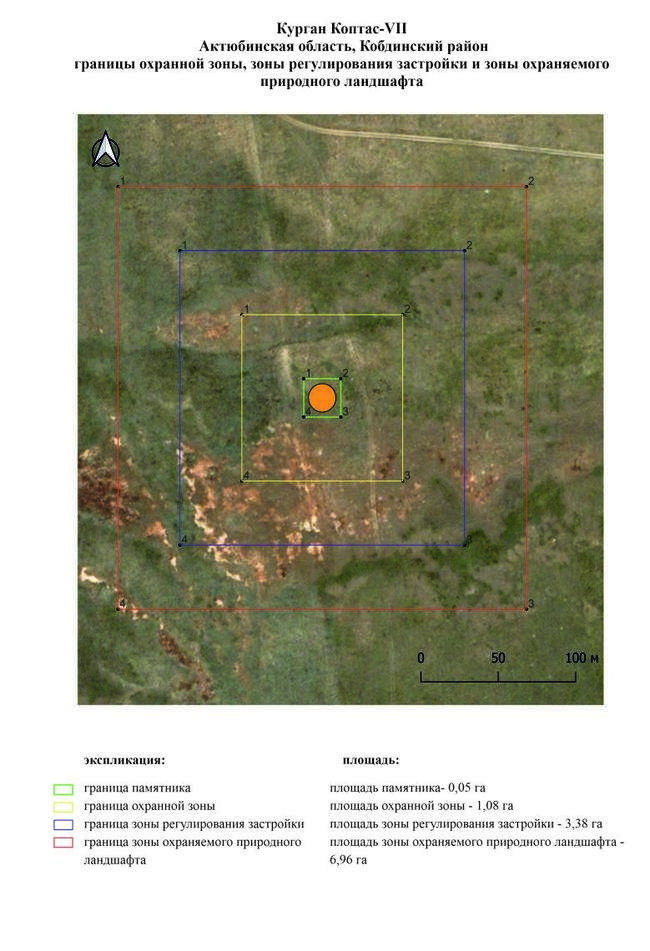 Курган Коптас-VII
Актюбинская область, Кобдинский район
границы охранной зоны, зоны регулирования застройки и зоны охраняемого
природного ландшафта
1
2
1
2
1
2
1
2
4
3
4
3
4
3
4
3
0
50
100 м
экспликация:
площадь:
граница памятника
площадь памятника- 0,05 га
граница охранной зоны
площадь охранной зоны - 1,08 га
граница зоны регулирования застройки
площадь зоны регулирования застройки - 3,38 га
граница зоны охраняемого природного
ландшафта
площадь зоны охраняемого природного ландшафта -
6,96 га